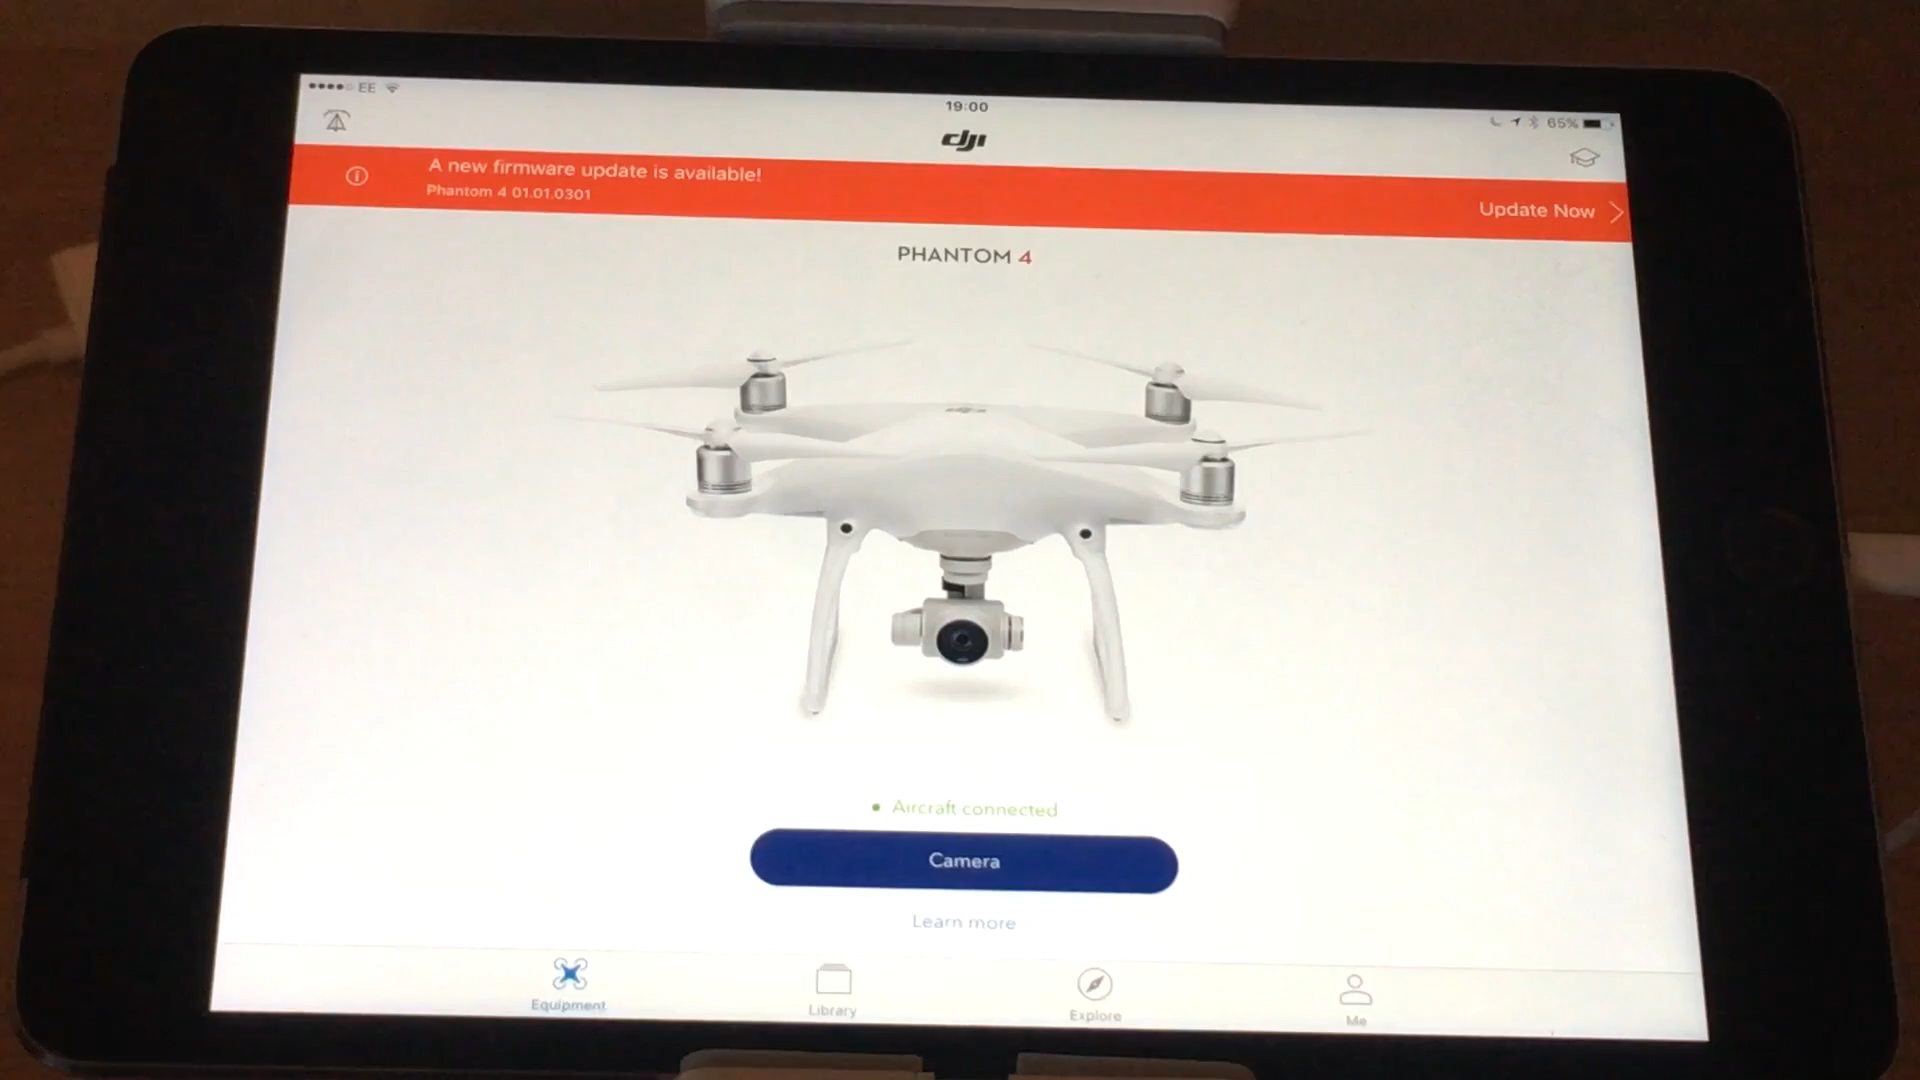 EE
19:00
65%
dji
A new firmware update is available!
Phantom 4 01.01.0301
Update Now
PHANTOM 4
Aircraft connected
Camera
Learn more
Equipment
Library
Explore
Me